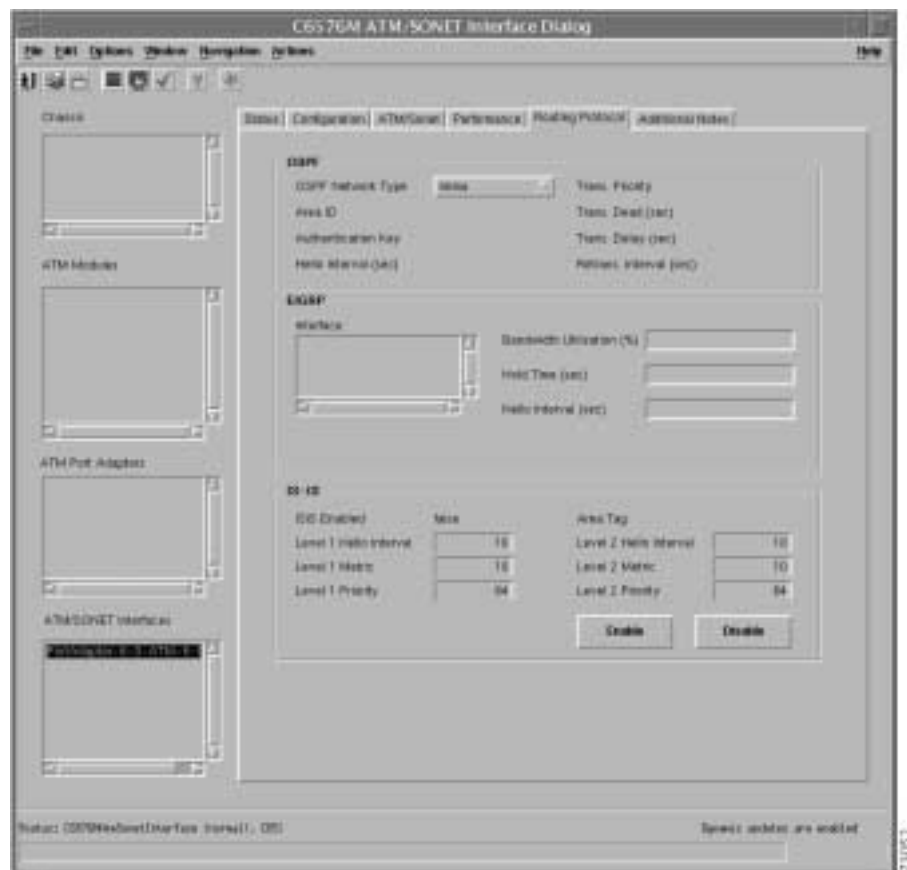 C6576M ATM/SONET Interface Dialog
File Edit Options Window Navigation Actions Help
Chassis
Status Configuration ATM/Sonet Performance Routing Protocol Additional Notes
OSPF
OSPF Network Type None Trans. Priority
Area ID Trans. Dead (sec)
Authentication Key Trans. Delay (sec)
Hello Interval (sec) Retrans. Interval (sec)
ATM Modules
EIGRP
Interface
Bandwidth Utilisation (%)
Hold Time (sec)
Hello Interval (sec)
ATM Port Adapters
IS-IS
ISIS Enabled None Area Tag
Level 1 Hello Interval 10 Level 2 Hello Interval 10
Level 1 Metric 10 Level 2 Metric 10
Level 1 Priority 64 Level 2 Priority 64
Enable Disable
ATM/SONET Interfaces
Status: (normal), Dynamic updates are enabled